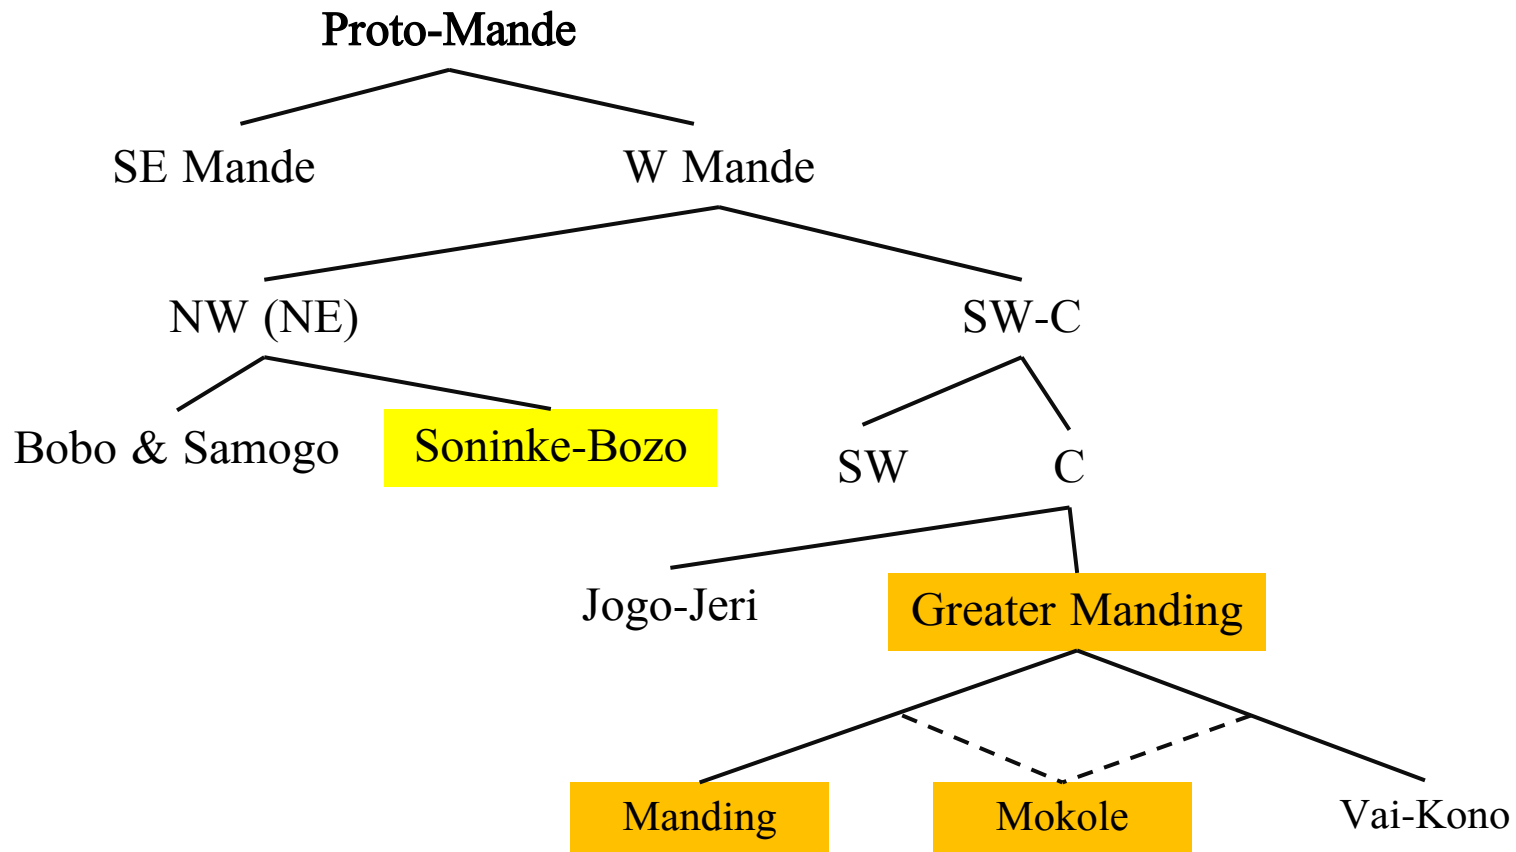 Proto-Mande
SE Mande
W Mande
NW (NE)
SW-C
Bobo & Samogo
Soninke-Bozo
SW
C
Jogo-Jeri
Greater Manding
Manding
Mokole
Vai-Kono